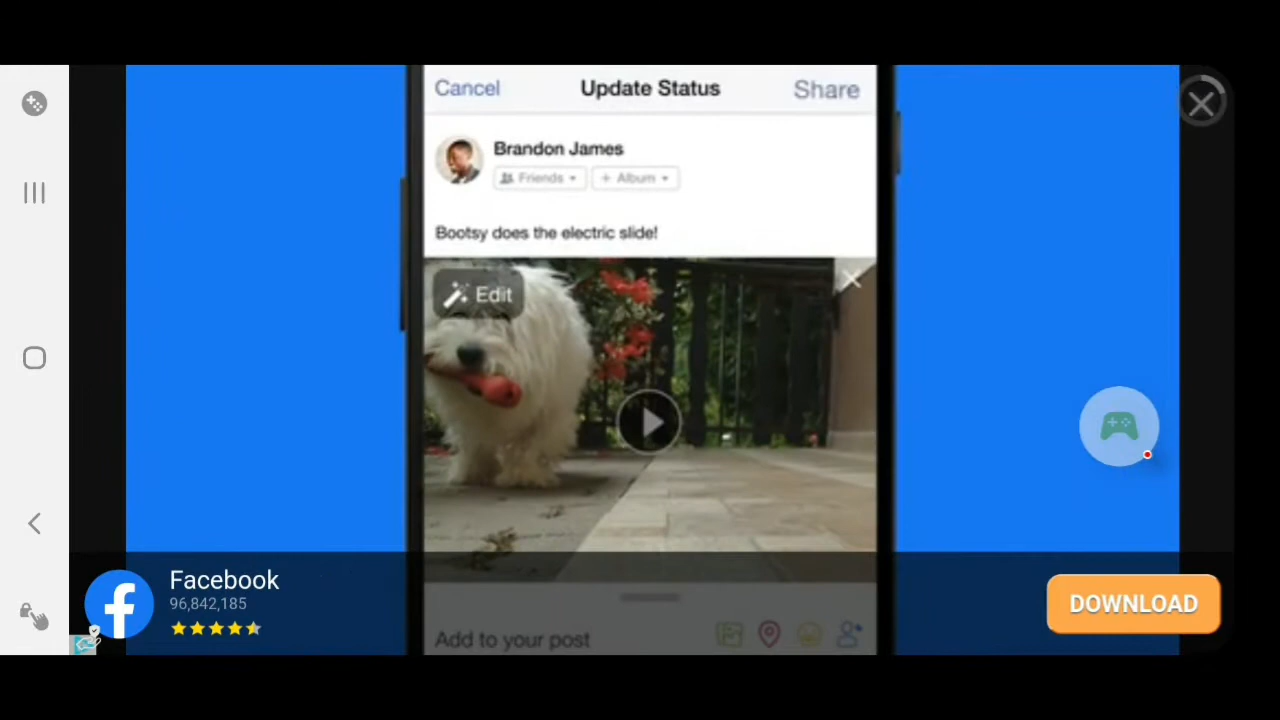 Cancel
Update Status
Share
Brandon James
Friends
+ Album
Bootsy does the electric slide!
Edit
Facebook
96,842,185
DOWNLOAD
Add to your post